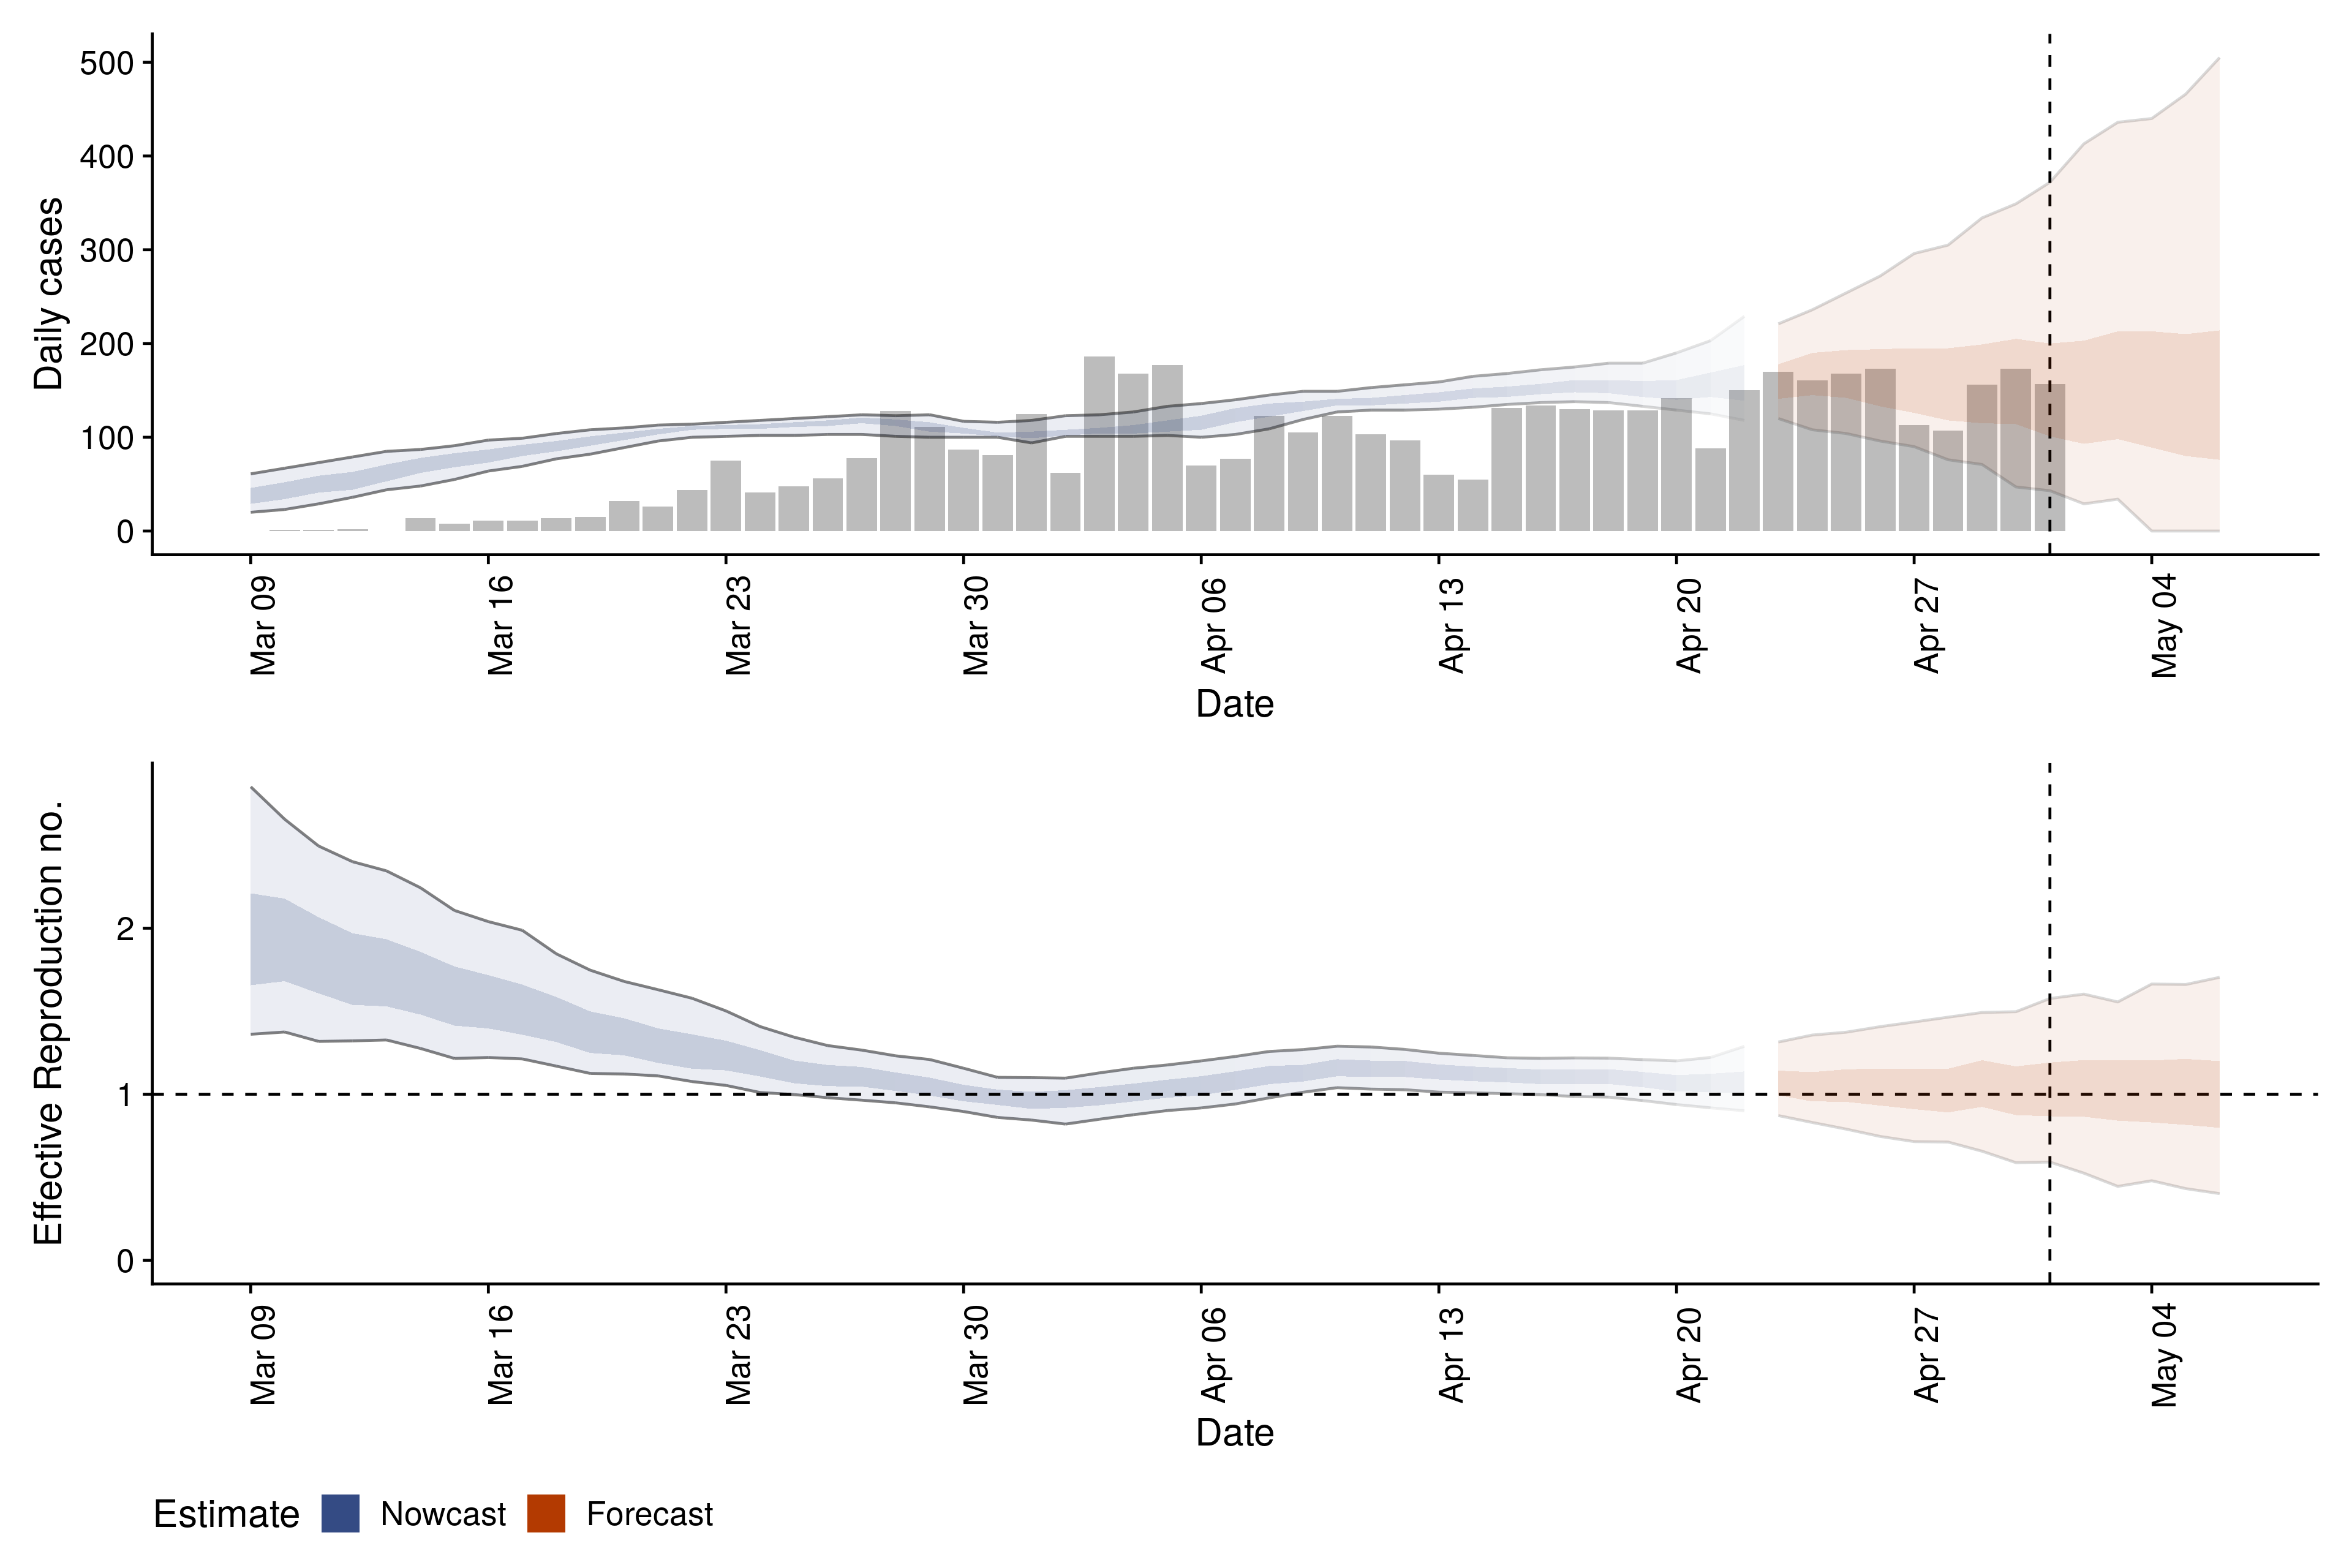 Daily cases
500
400
300
200
100
0
Mar 09
Mar 16
Mar 23
Mar 30
Apr 06
Apr 13
Apr 20
Apr 27
May 04
Date
Effective Reproduction no.
2
1
0
Mar 09
Mar 16
Mar 23
Mar 30
Apr 06
Apr 13
Apr 20
Apr 27
May 04
Date
Estimate Nowcast Forecast